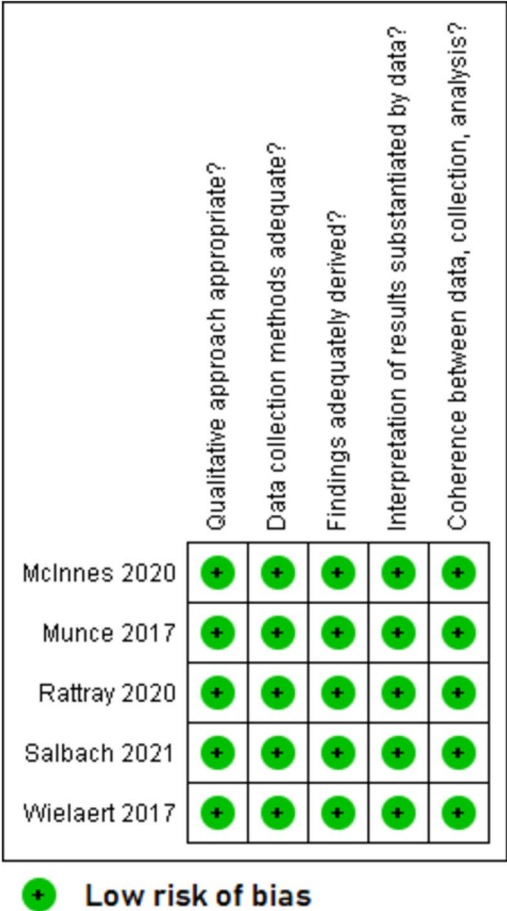 Qualitative approach appropriate?
Data collection methods adequate?
Findings adequately derived?
Interpretation of results substantiated by data?
Coherence between data, collection, analysis?
McInnes 2020 + + + + +
Munce 2017 + + + + +
Rattray 2020 + + + + +
Salbach 2021 + + + + +
Wielaert 2017 + + + + +
+ Low risk of bias